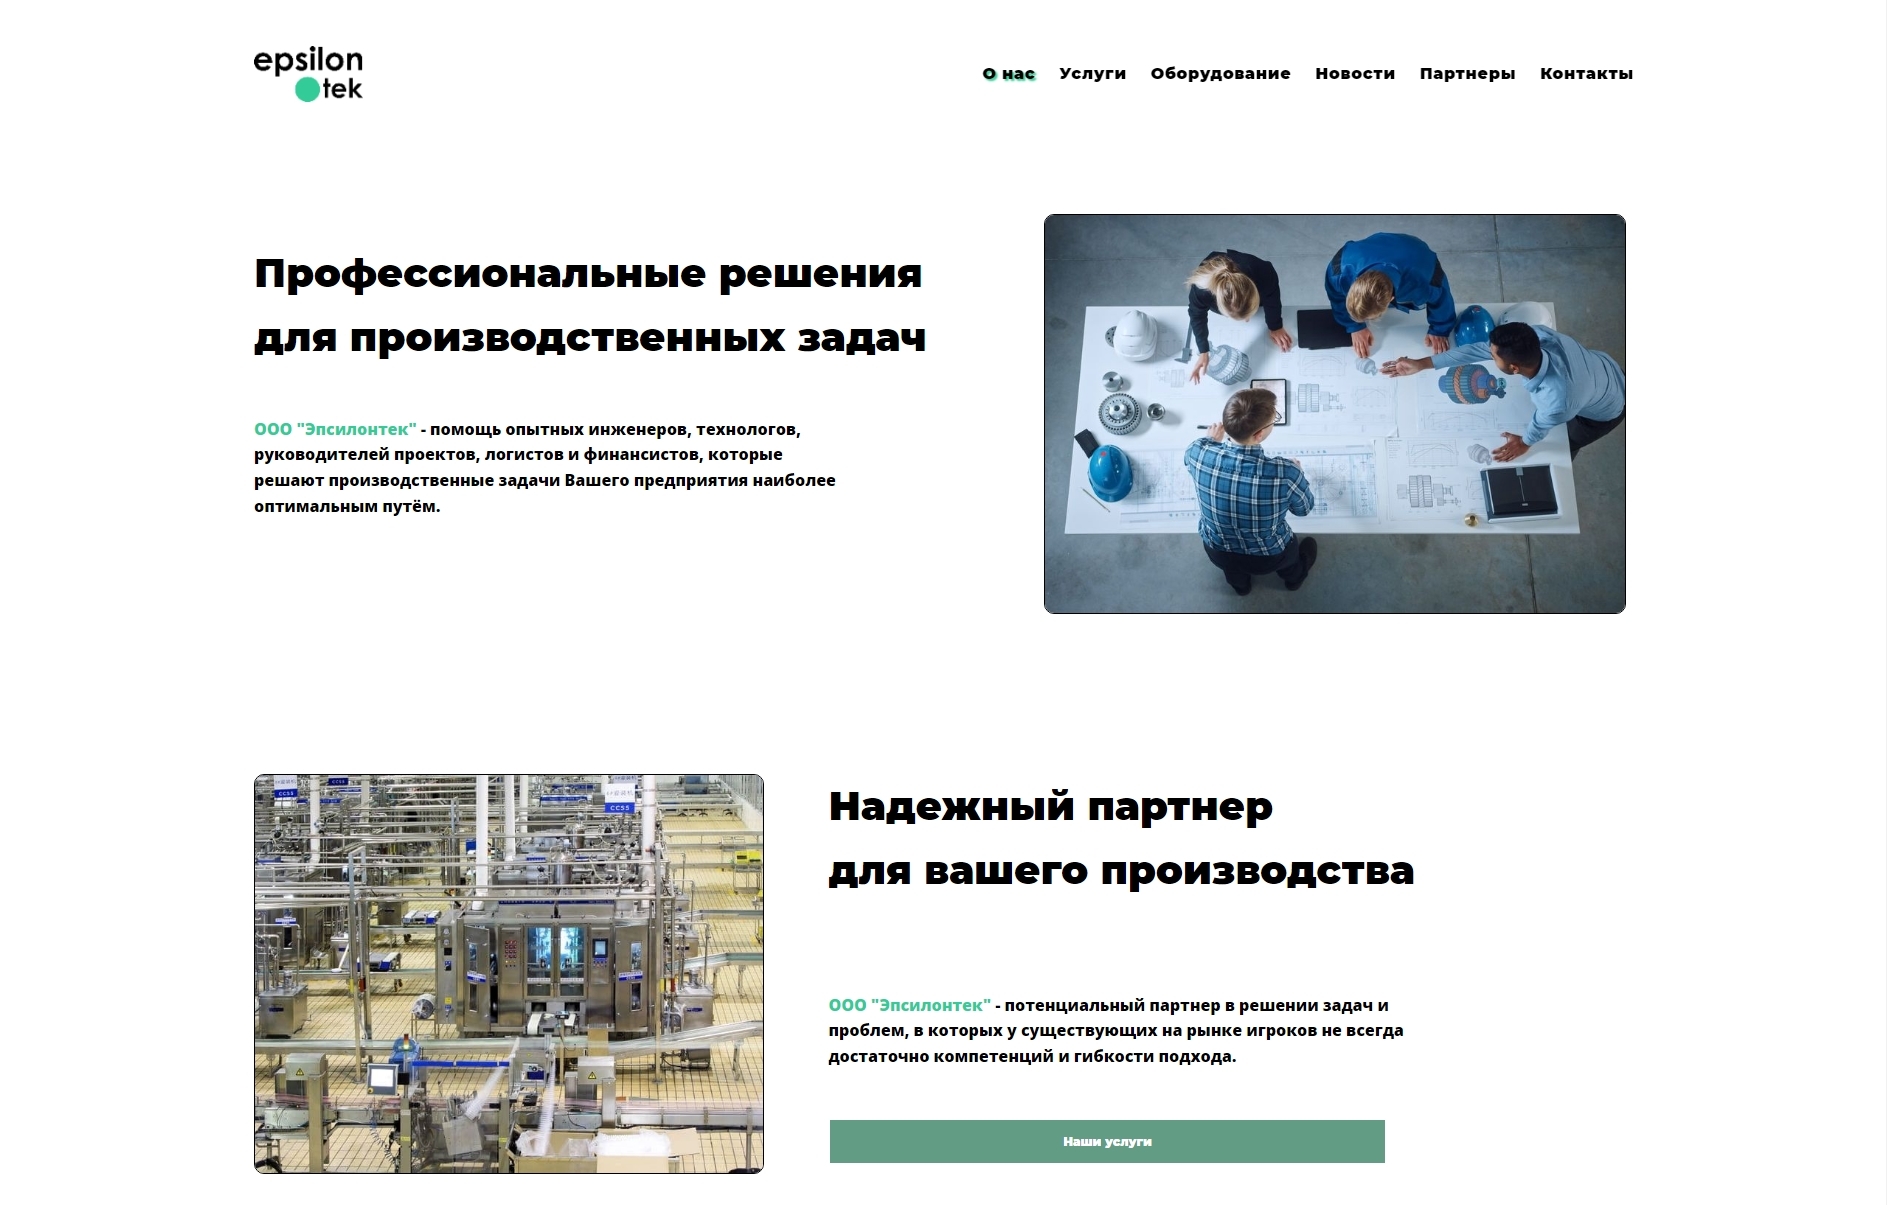 epsilon
tek
О нас Услуги Оборудование Новости Партнеры Контакты
Профессиональные решения
для производственных задач
ООО "Эпсилонтек" - помощь опытных инженеров, технологов,
руководителей проектов, логистов и финансистов, которые
решают производственные задачи Вашего предприятия наиболее
оптимальным путём.
CCSS
CCSS
Надежный партнер
для вашего производства
ООО "Эпсилонтек" - потенциальный партнер в решении задач и
проблем, в которых у существующих на рынке игроков не всегда
достаточно компетенций и гибкости подхода.
Наши услуги